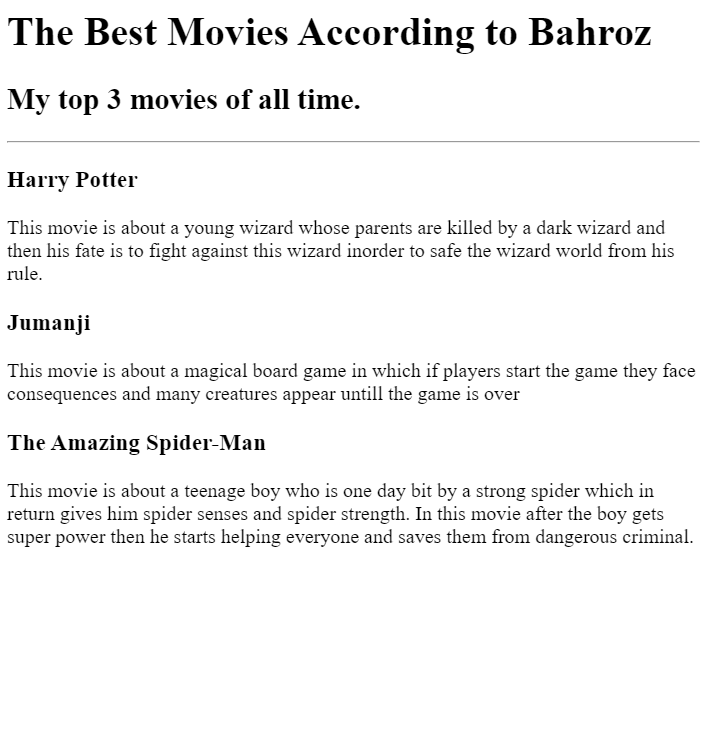 The Best Movies According to Bahroz
My top 3 movies of all time.
Harry Potter
This movie is about a young wizard whose parents are killed by a dark wizard and
then his fate is to fight against this wizard inorder to safe the wizard world from his
rule.
Jumanji
This movie is about a magical board game in which if players start the game they face
consequences and many creatures appear untill the game is over
The Amazing Spider-Man
This movie is about a teenage boy who is one day bit by a strong spider which in
return gives him spider senses and spider strength. In this movie after the boy gets
super power then he starts helping everyone and saves them from dangerous criminal.